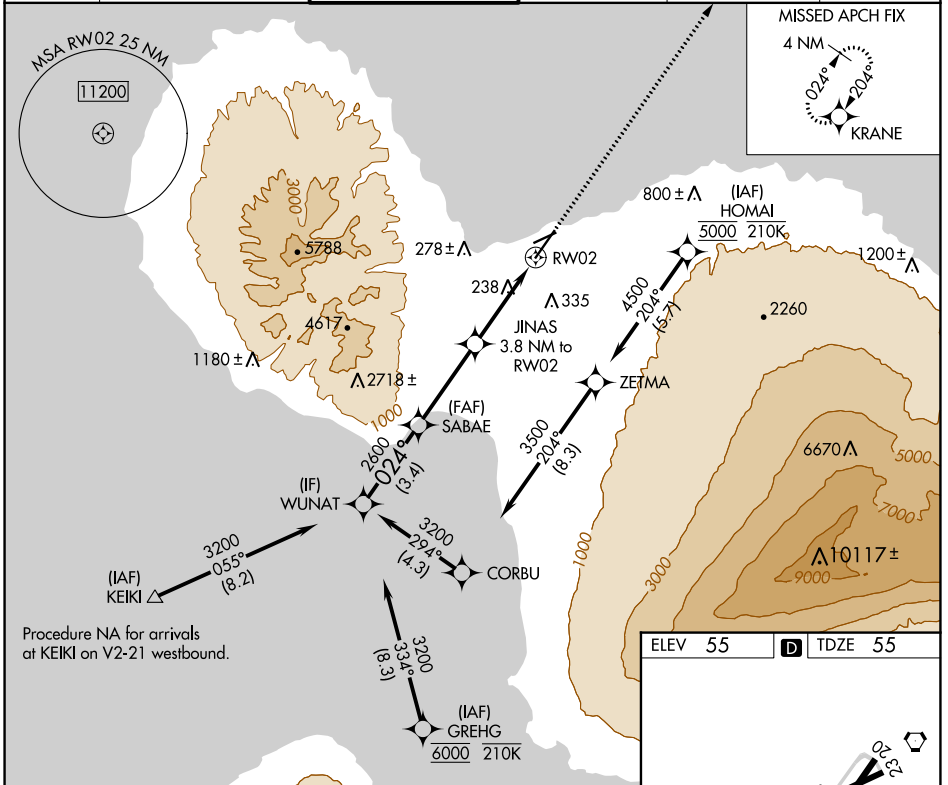 MSA RW02 25 NM
11200
MISSED APCH FIX
4 NM
024°
204°
KRANE
3000
5788
4617
1180 ±
2718 ±
1000
278 ±
238
335
RW02
800 ±
(IAF)
HOMAI
5000 210K
1200 ±
2260
4500
204°
(5.7)
JINAS
3.8 NM to
RW02
ZETMA
(FAF)
SABAE
3500
204°
(8.3)
2600
024°
(3.4)
(IF)
WUNAT
3200
294°
(4.3)
CORBU
3200
055°
(8.2)
(IAF)
KEIKI
Procedure NA for arrivals
at KEIKI on V2-21 westbound.
3200
334°
(8.3)
(IAF)
GREHG
6000 210K
6670
5000
7000
10117 ±
9000
1000
3000
ELEV 55
D
TDZE 55
20
23